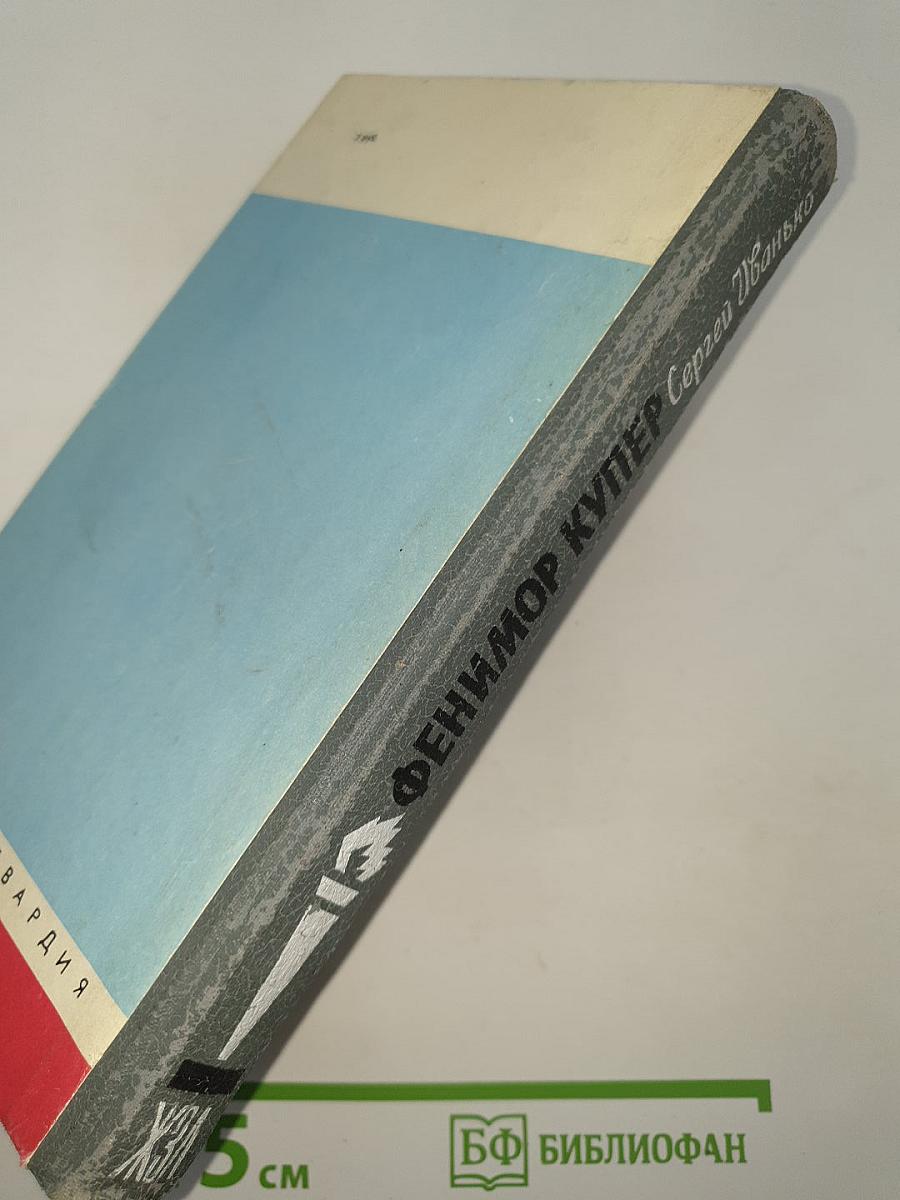 Сергей Иванько
ФЕНИМОР КУПЕР
ЖЗЛ
ВАРДИЯ
5 см
БФ БИБЛИОФАН